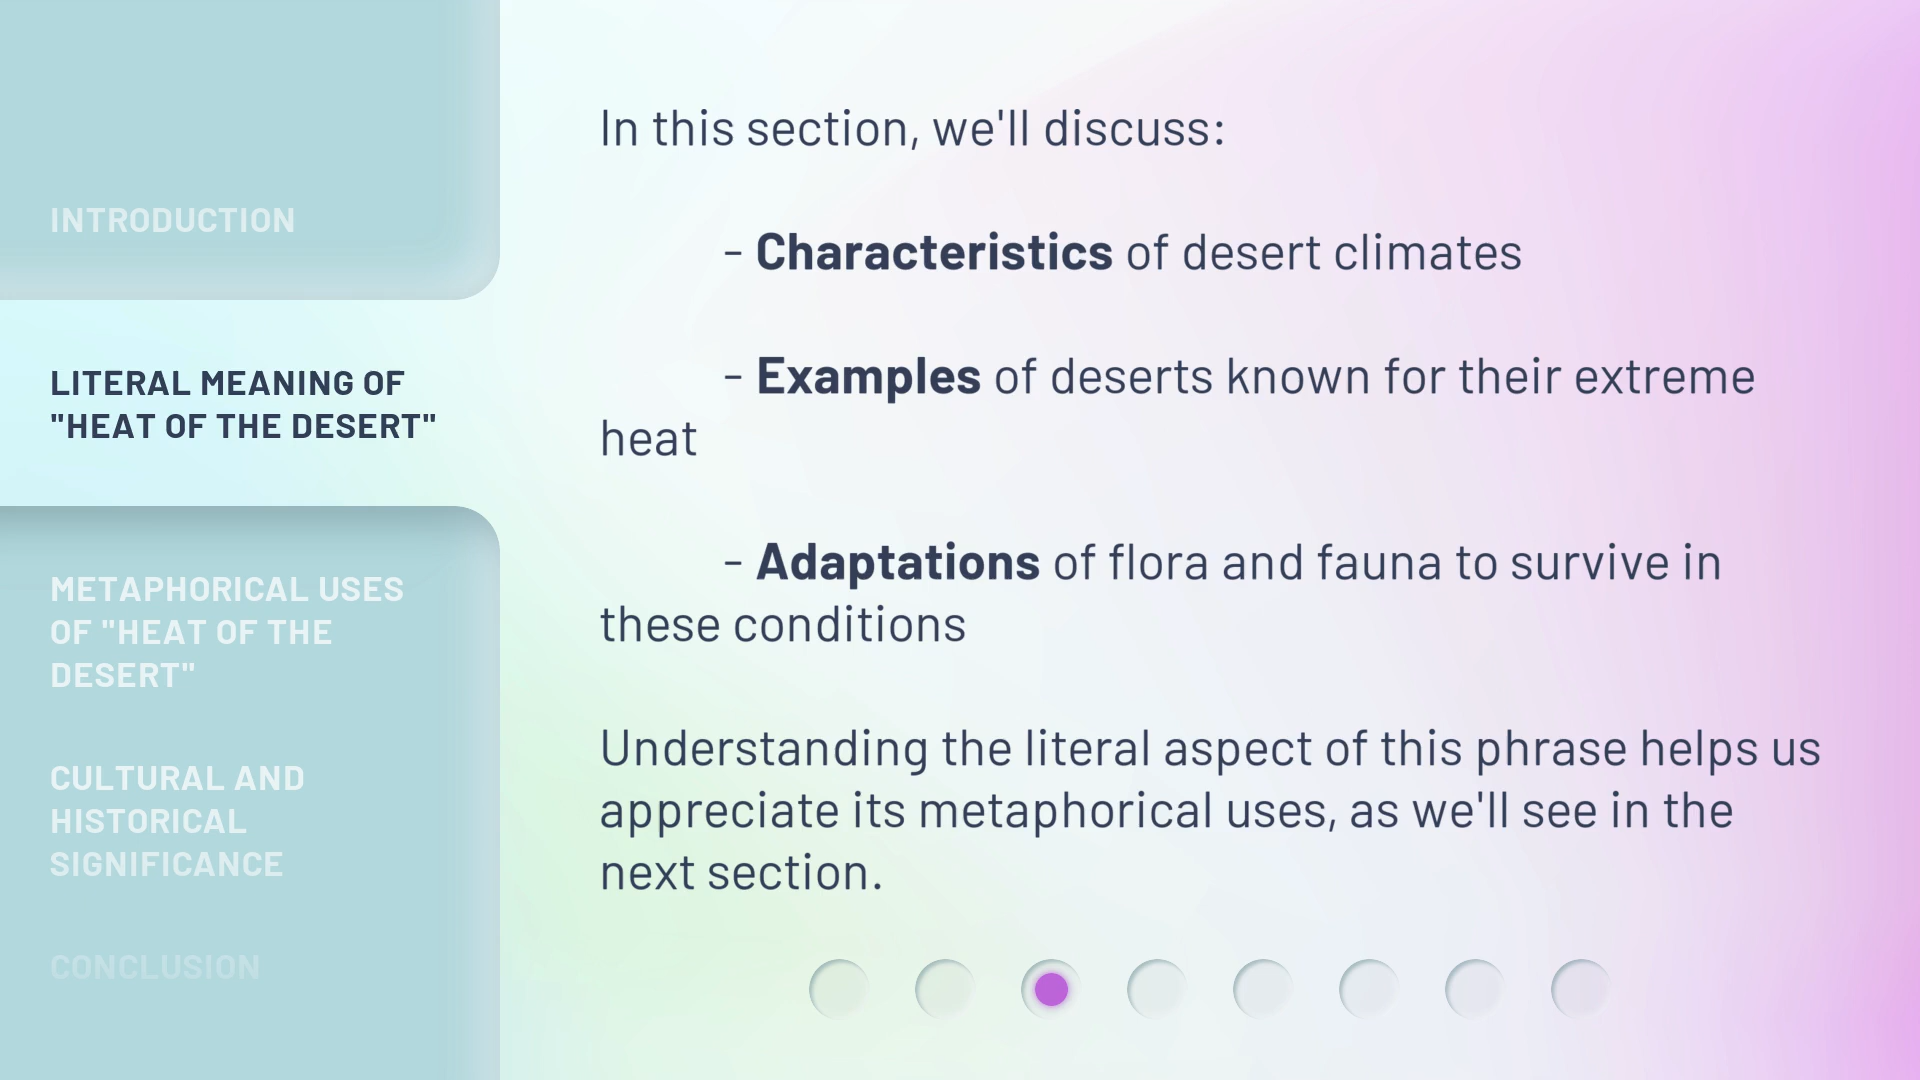 INTRODUCTION
LITERAL MEANING OF
"HEAT OF THE DESERT"
METAPHORICAL USES
OF "HEAT OF THE
DESERT"
CULTURAL AND
HISTORICAL
SIGNIFICANCE
CONCLUSION
In this section, we'll discuss:
- Characteristics of desert climates
- Examples of deserts known for their extreme
heat
- Adaptations of flora and fauna to survive in
these conditions
Understanding the literal aspect of this phrase helps us
appreciate its metaphorical uses, as we'll see in the
next section.